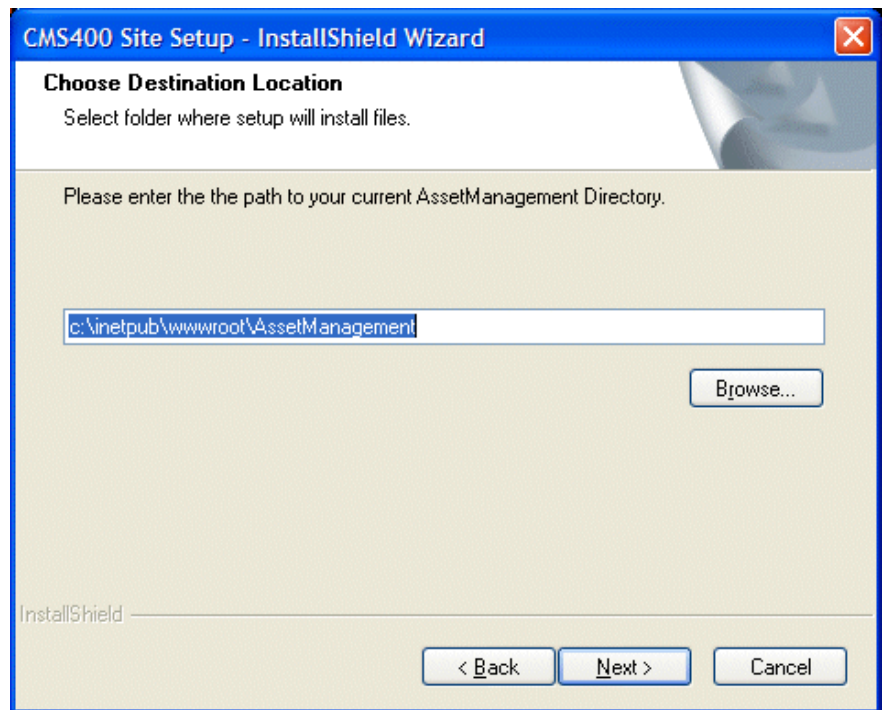 CMS400 Site Setup - InstallShield Wizard
Choose Destination Location
Select folder where setup will install files.
Please enter the the path to your current AssetManagement Directory.
c:\inetpub\wwwroot\AssetManagement
Browse...
InstallShield
< Back Next > Cancel